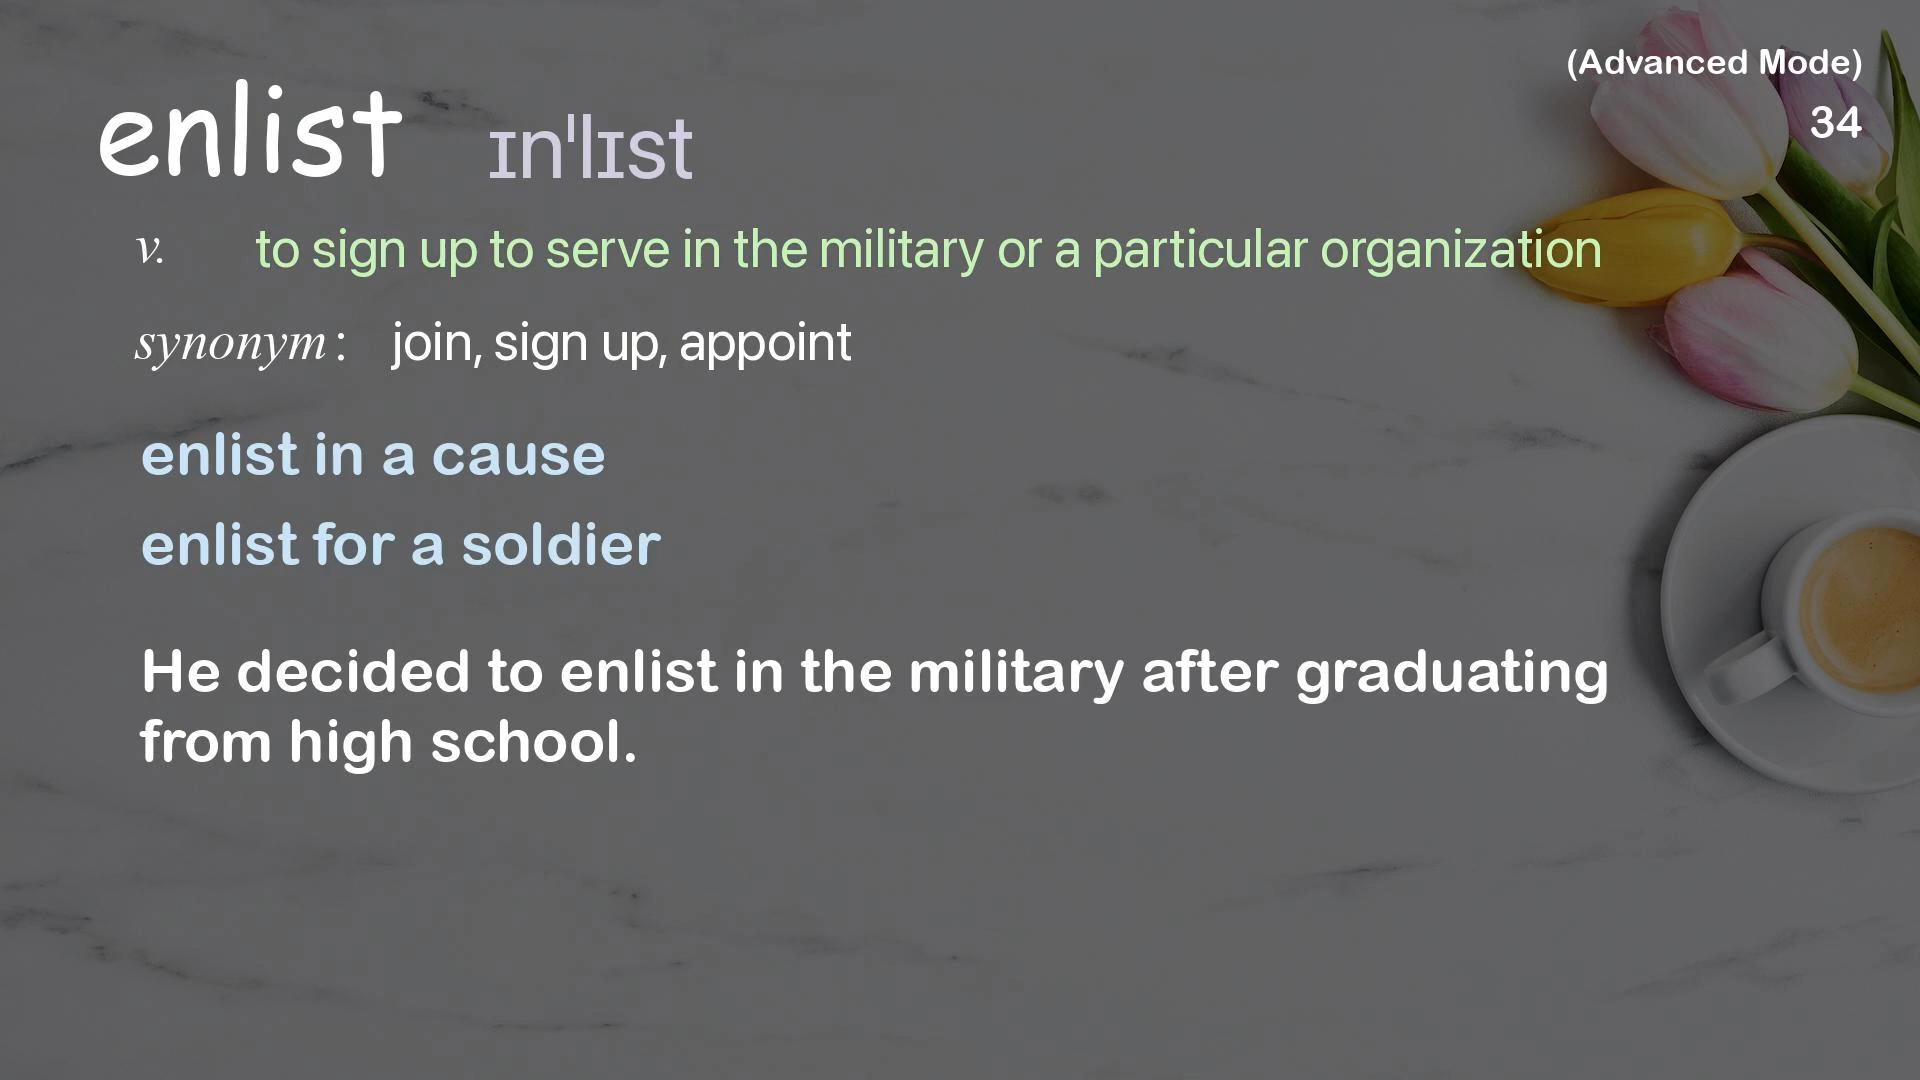 (Advanced Mode)
34
enlist ɪnˈlɪst
v. to sign up to serve in the military or a particular organization
synonym : join, sign up, appoint
enlist in a cause
enlist for a soldier
He decided to enlist in the military after graduating
from high school.